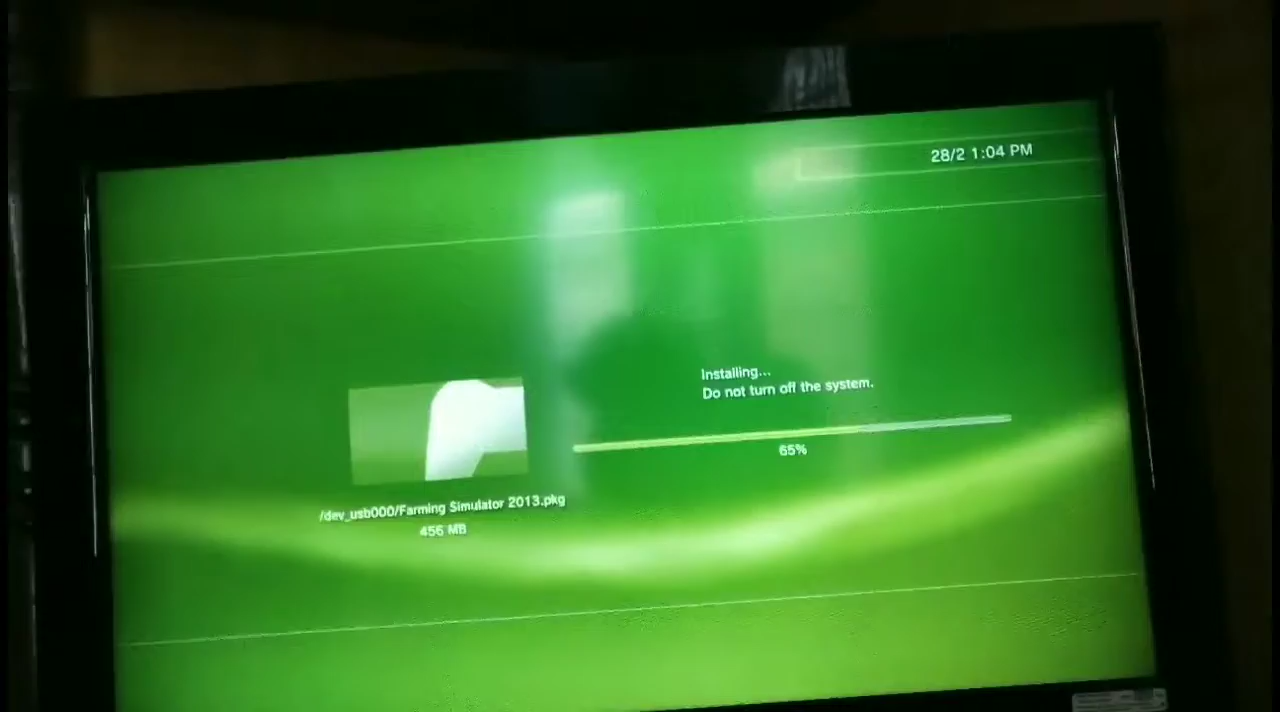 28/2 1:04 PM
Installing...
Do not turn off the system.
65%
/dev_usb000/Farming Simulator 2013.pkg
456 MB